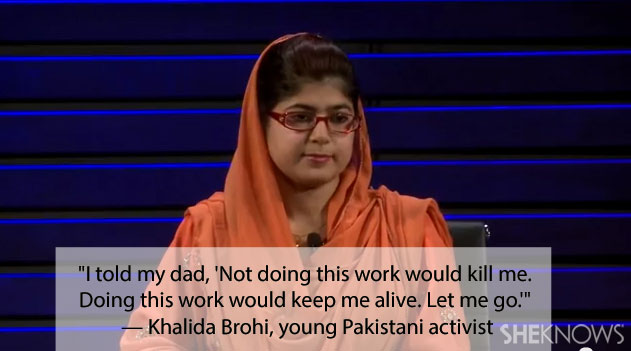 "I told my dad, 'Not doing this work would kill me.
Doing this work would keep me alive. Let me go.'"
— Khalida Brohi, young Pakistani activist
SHEKNOWS